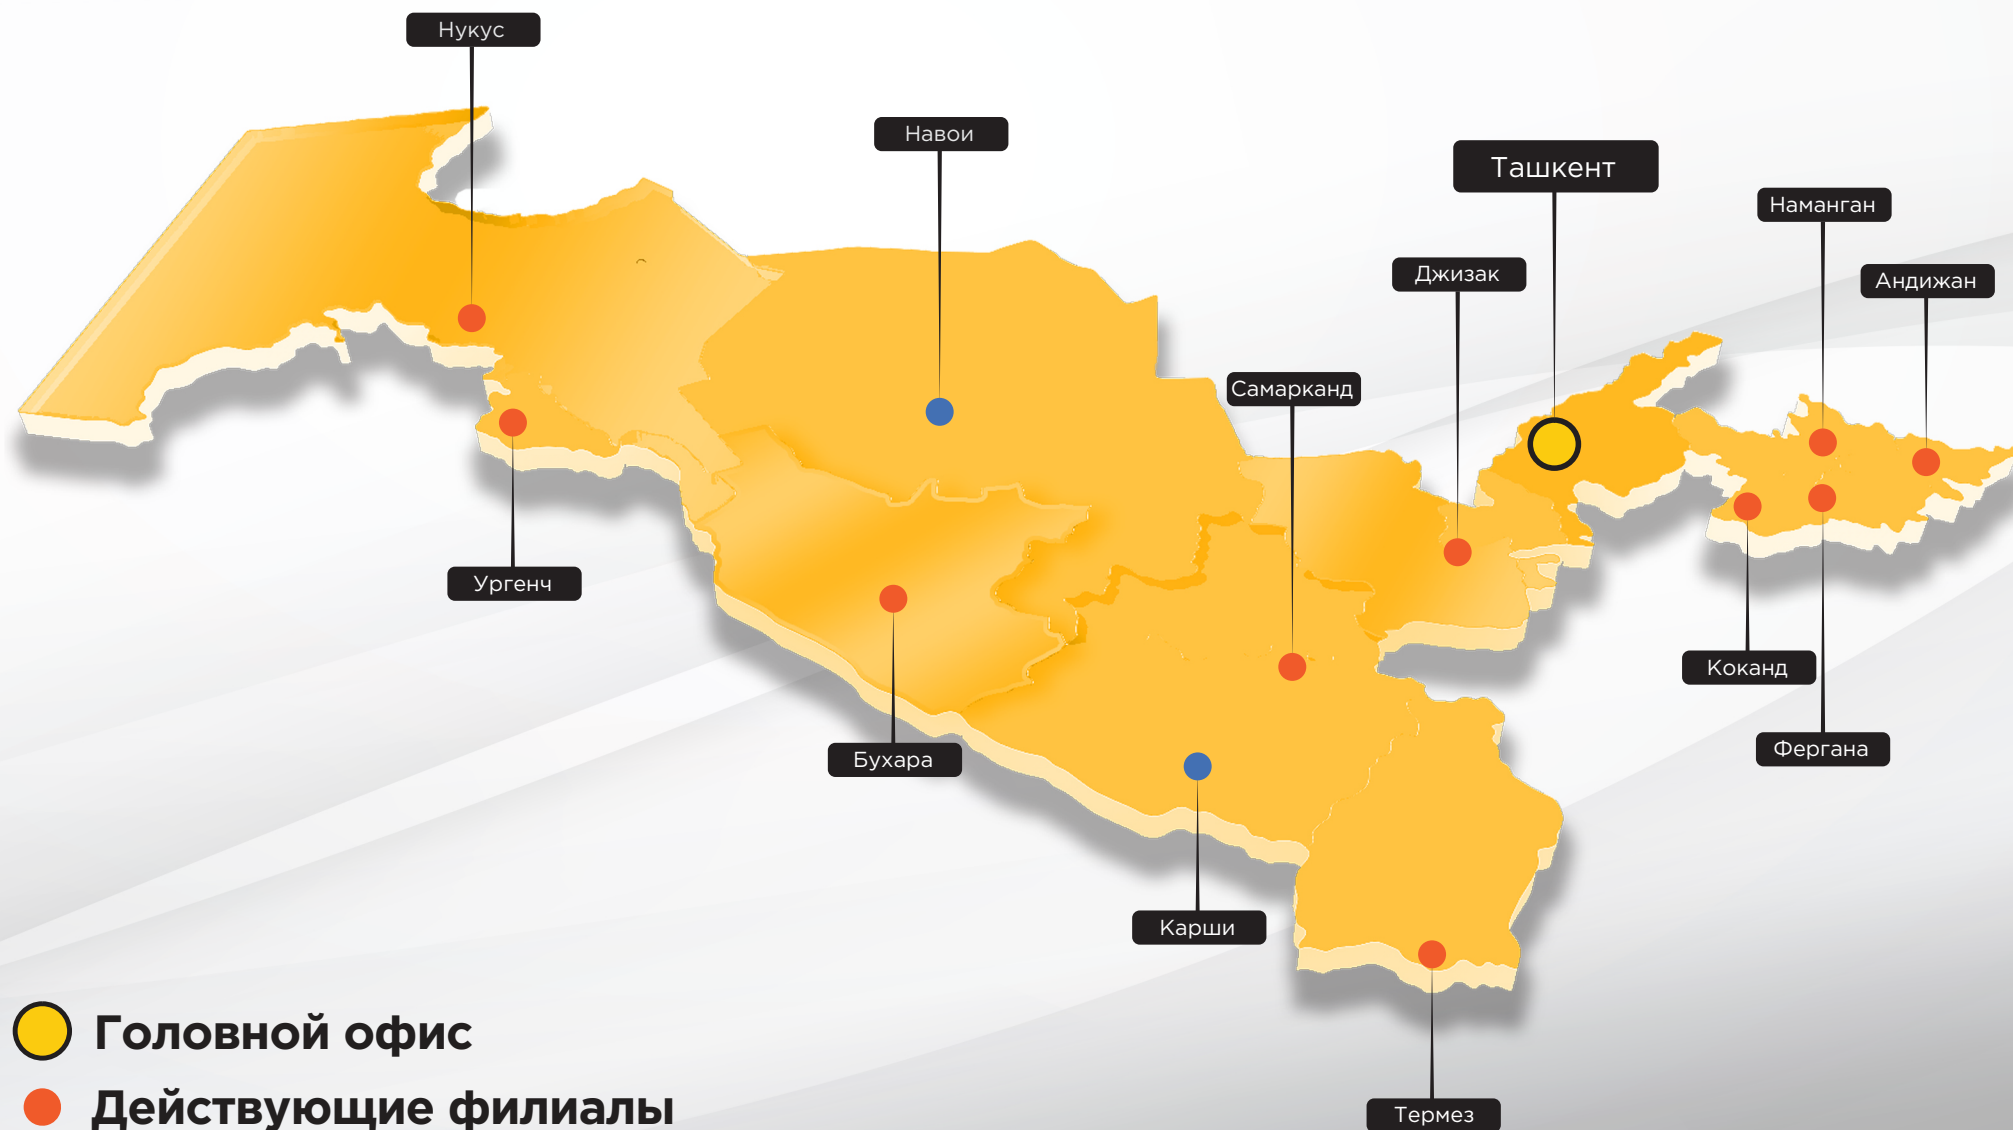 Нукус
Навои
Ташкент
Наманган
Джизак
Андижан
Самарканд
Ургенч
Коканд
Фергана
Бухара
Карши
Головной офис
Действующие филиалы
Термез